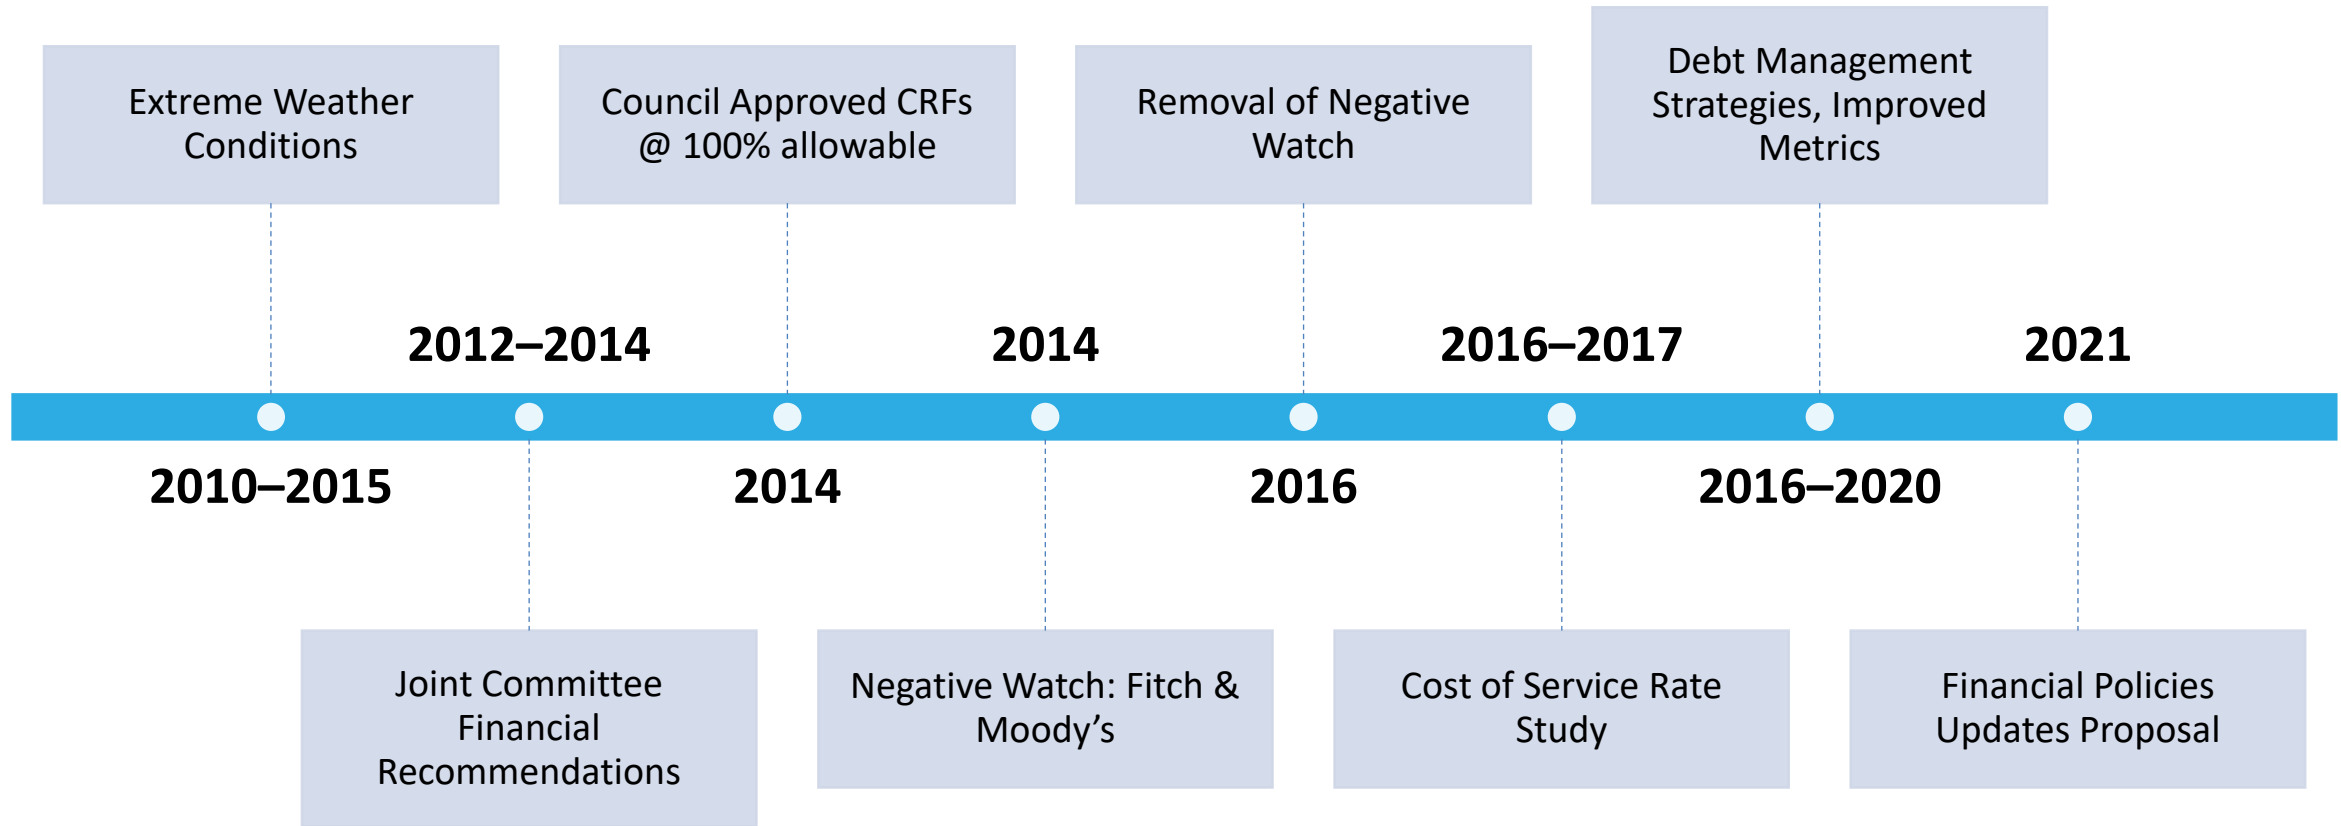 Extreme Weather
Conditions
Council Approved CRFs
@ 100% allowable
Removal of Negative
Watch
Debt Management
Strategies, Improved
Metrics
2012–2014
2014
2016–2017
2021
2010–2015
2014
2016
2016–2020
Joint Committee
Financial
Recommendations
Negative Watch: Fitch &
Moody’s
Cost of Service Rate
Study
Financial Policies
Updates Proposal